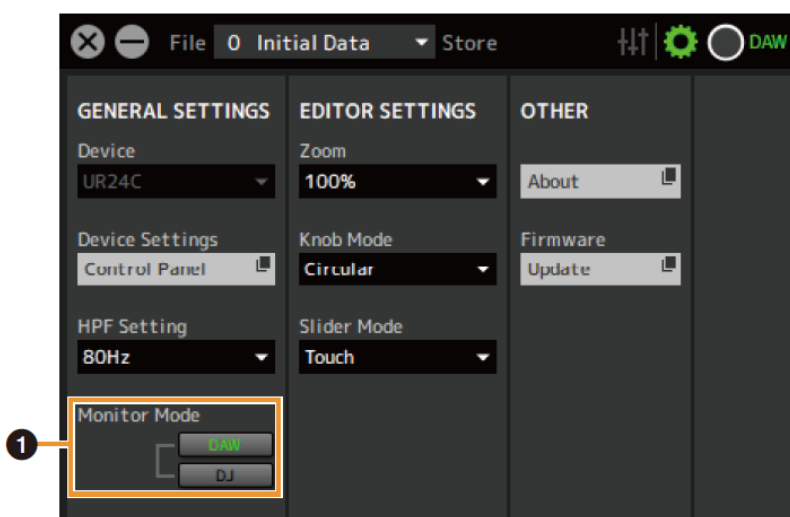 File 0 Initial Data Store DAW
GENERAL SETTINGS
Device
UR24C
Device Settings
Control Panel
HPF Setting
80Hz
Monitor Mode
DAW
DJ
EDITOR SETTINGS
Zoom
100%
Knob Mode
Circular
Slider Mode
Touch
OTHER
About
Firmware
Update
1